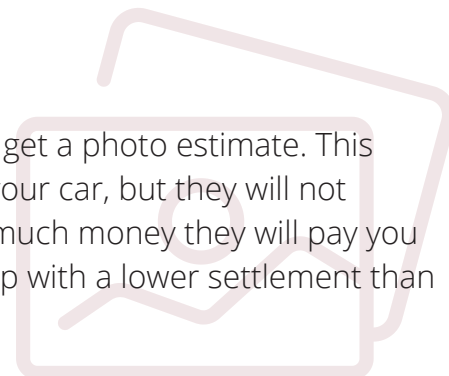 get a photo estimate. This
our car, but they will not
much money they will pay you
p with a lower settlement than